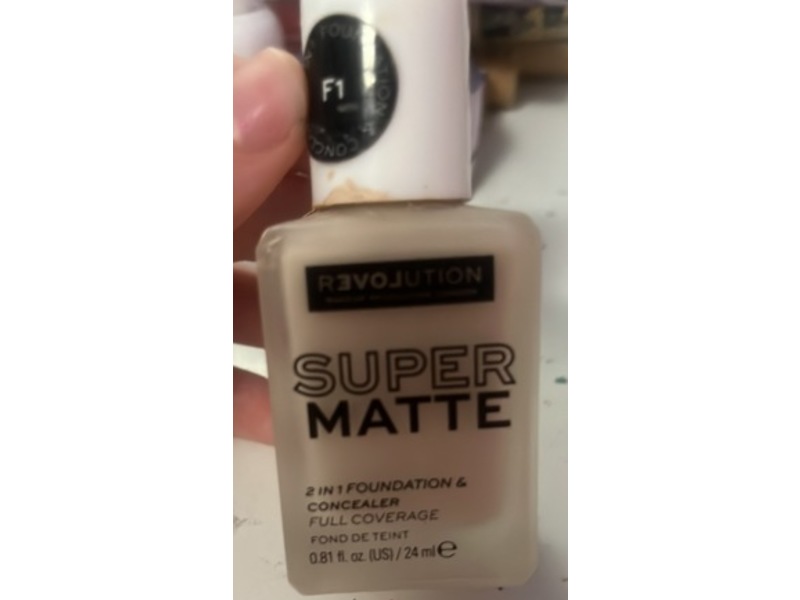 F1
REVOLUTION
SUPER
MATTE
2 IN 1 FOUNDATION &
CONCEALER
FULL COVERAGE
FOND DE TEINT
0.81 fl. oz. (US) / 24 ml e